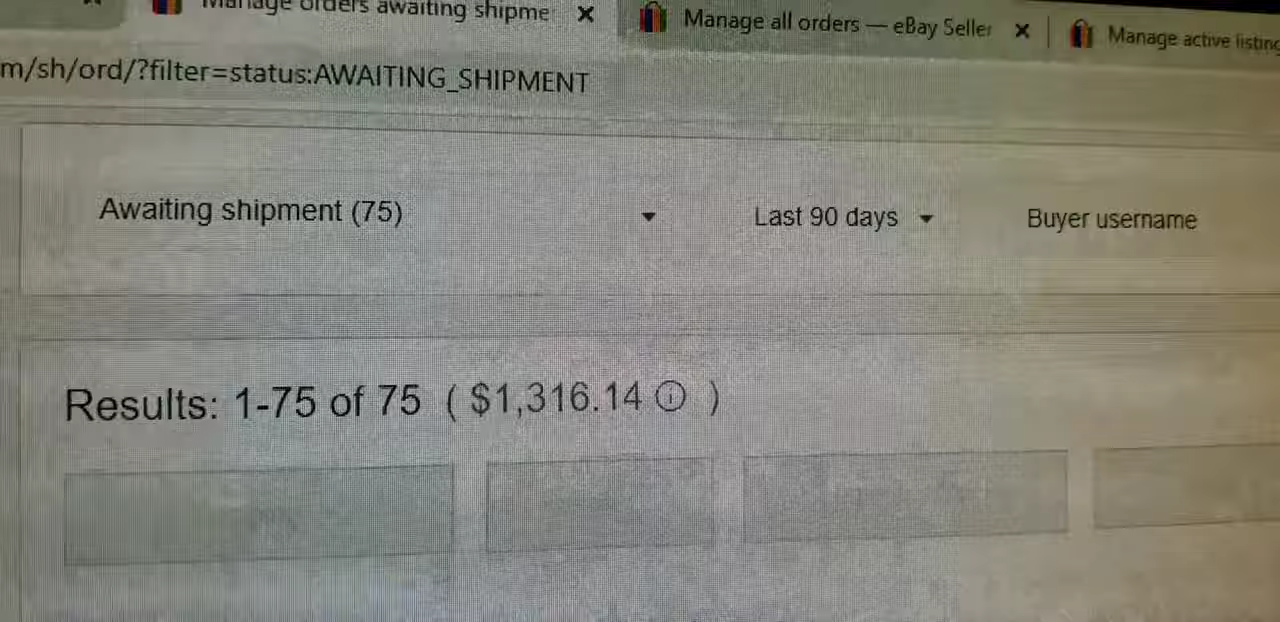 Manage orders awaiting shipme
Manage all orders — eBay Seller
Manage active listing
m/sh/ord/?filter=status:AWAITING_SHIPMENT
Awaiting shipment (75)
Last 90 days
Buyer username
Results: 1-75 of 75 ( $1,316.14 ⓘ )